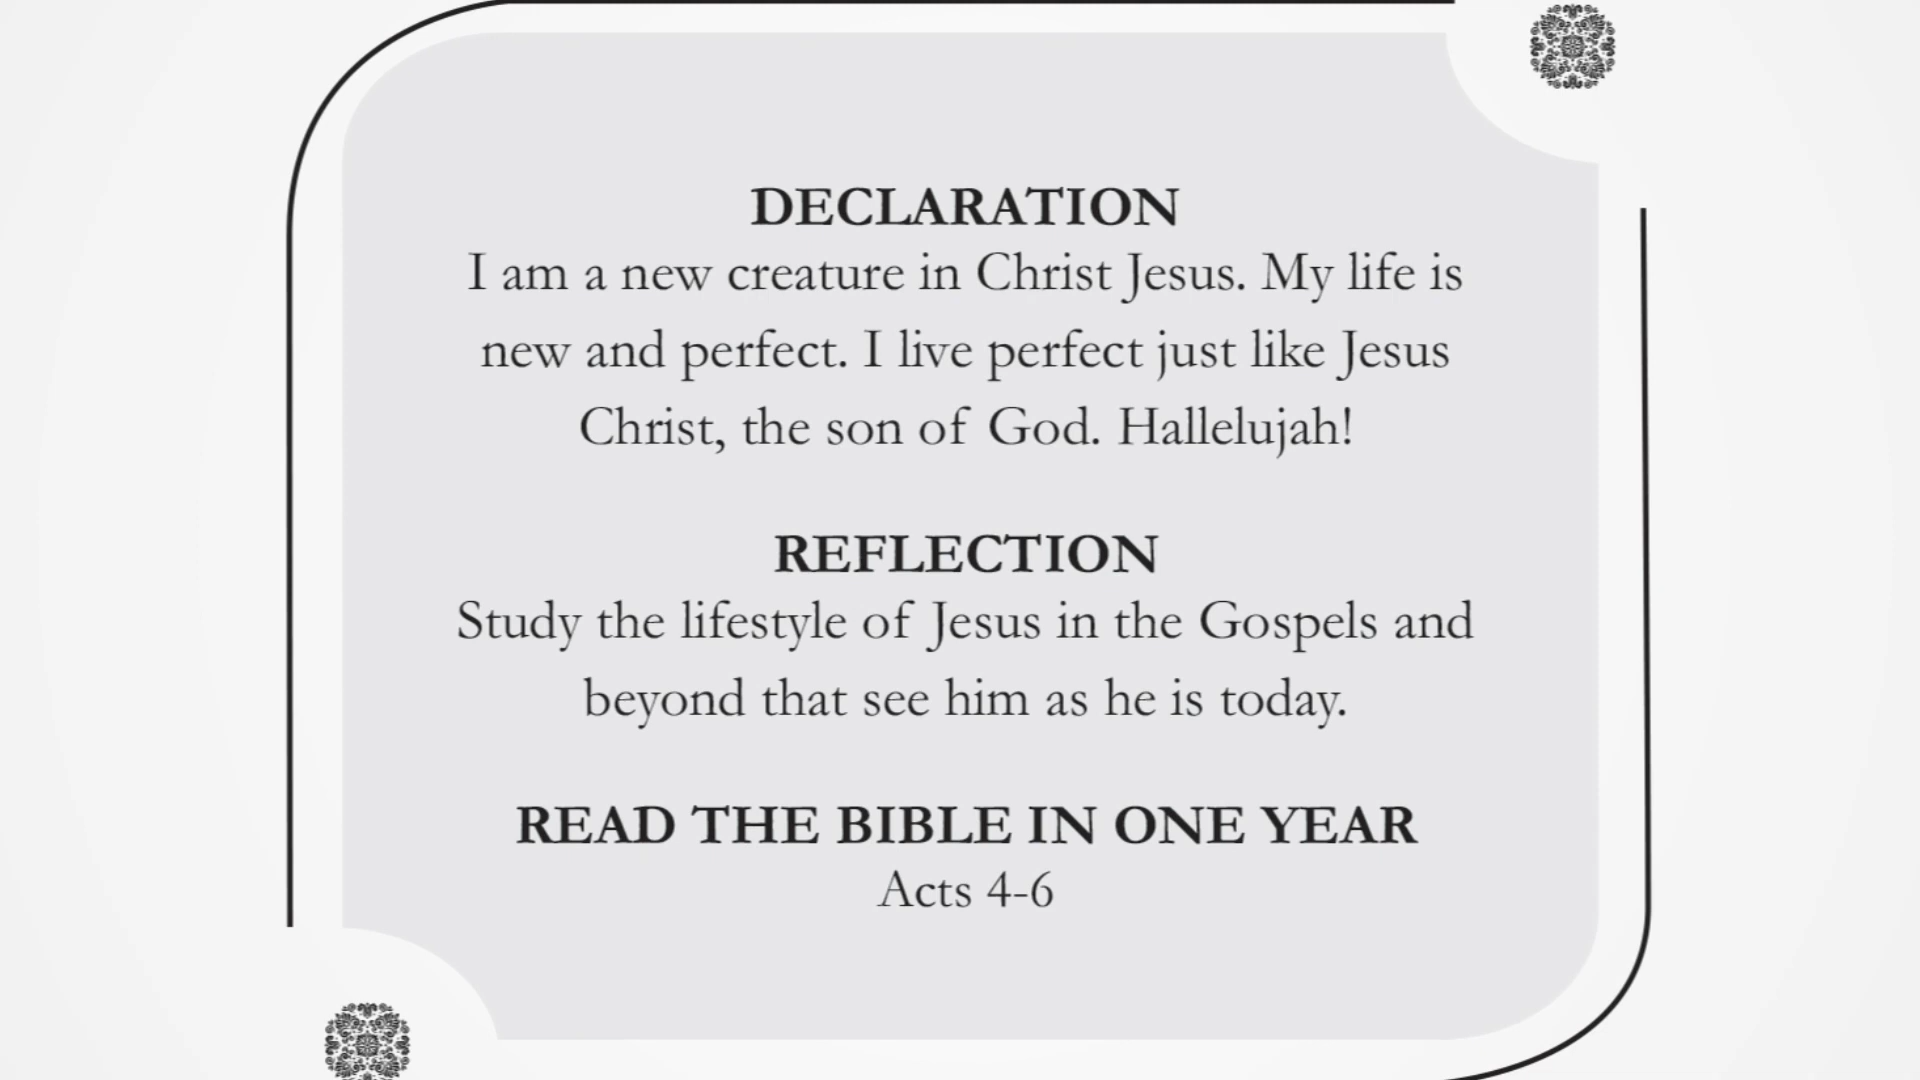 DECLARATION
I am a new creature in Christ Jesus. My life is
new and perfect. I live perfect just like Jesus
Christ, the son of God. Hallelujah!
REFLECTION
Study the lifestyle of Jesus in the Gospels and
beyond that see him as he is today.
READ THE BIBLE IN ONE YEAR
Acts 4-6